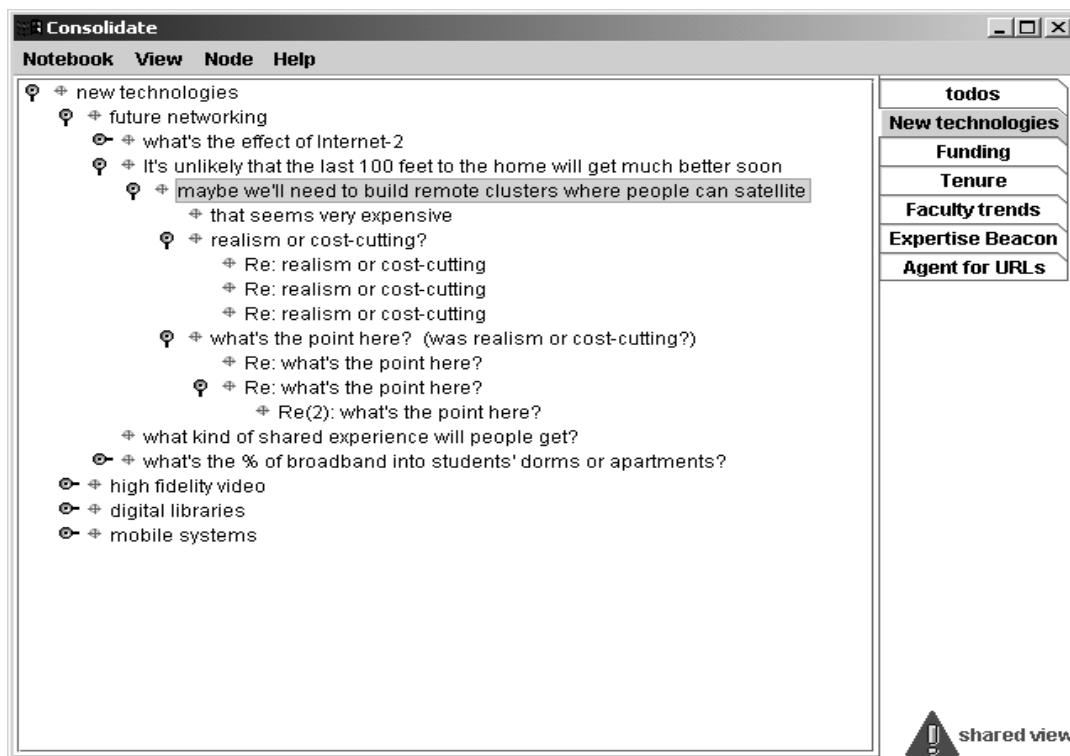 Consolidate
Notebook View Node Help
new technologies
future networking
what's the effect of Internet-2
It's unlikely that the last 100 feet to the home will get much better soon
maybe we'll need to build remote clusters where people can satellite
that seems very expensive
realism or cost-cutting?
Re: realism or cost-cutting
Re: realism or cost-cutting
Re: realism or cost-cutting
what's the point here? (was realism or cost-cutting?)
Re: what's the point here?
Re: what's the point here?
Re(2): what's the point here?
what kind of shared experience will people get?
what's the % of broadband into students' dorms or apartments?
high fidelity video
digital libraries
mobile systems
todos
New technologies
Funding
Tenure
Faculty trends
Expertise Beacon
Agent for URLs
shared view